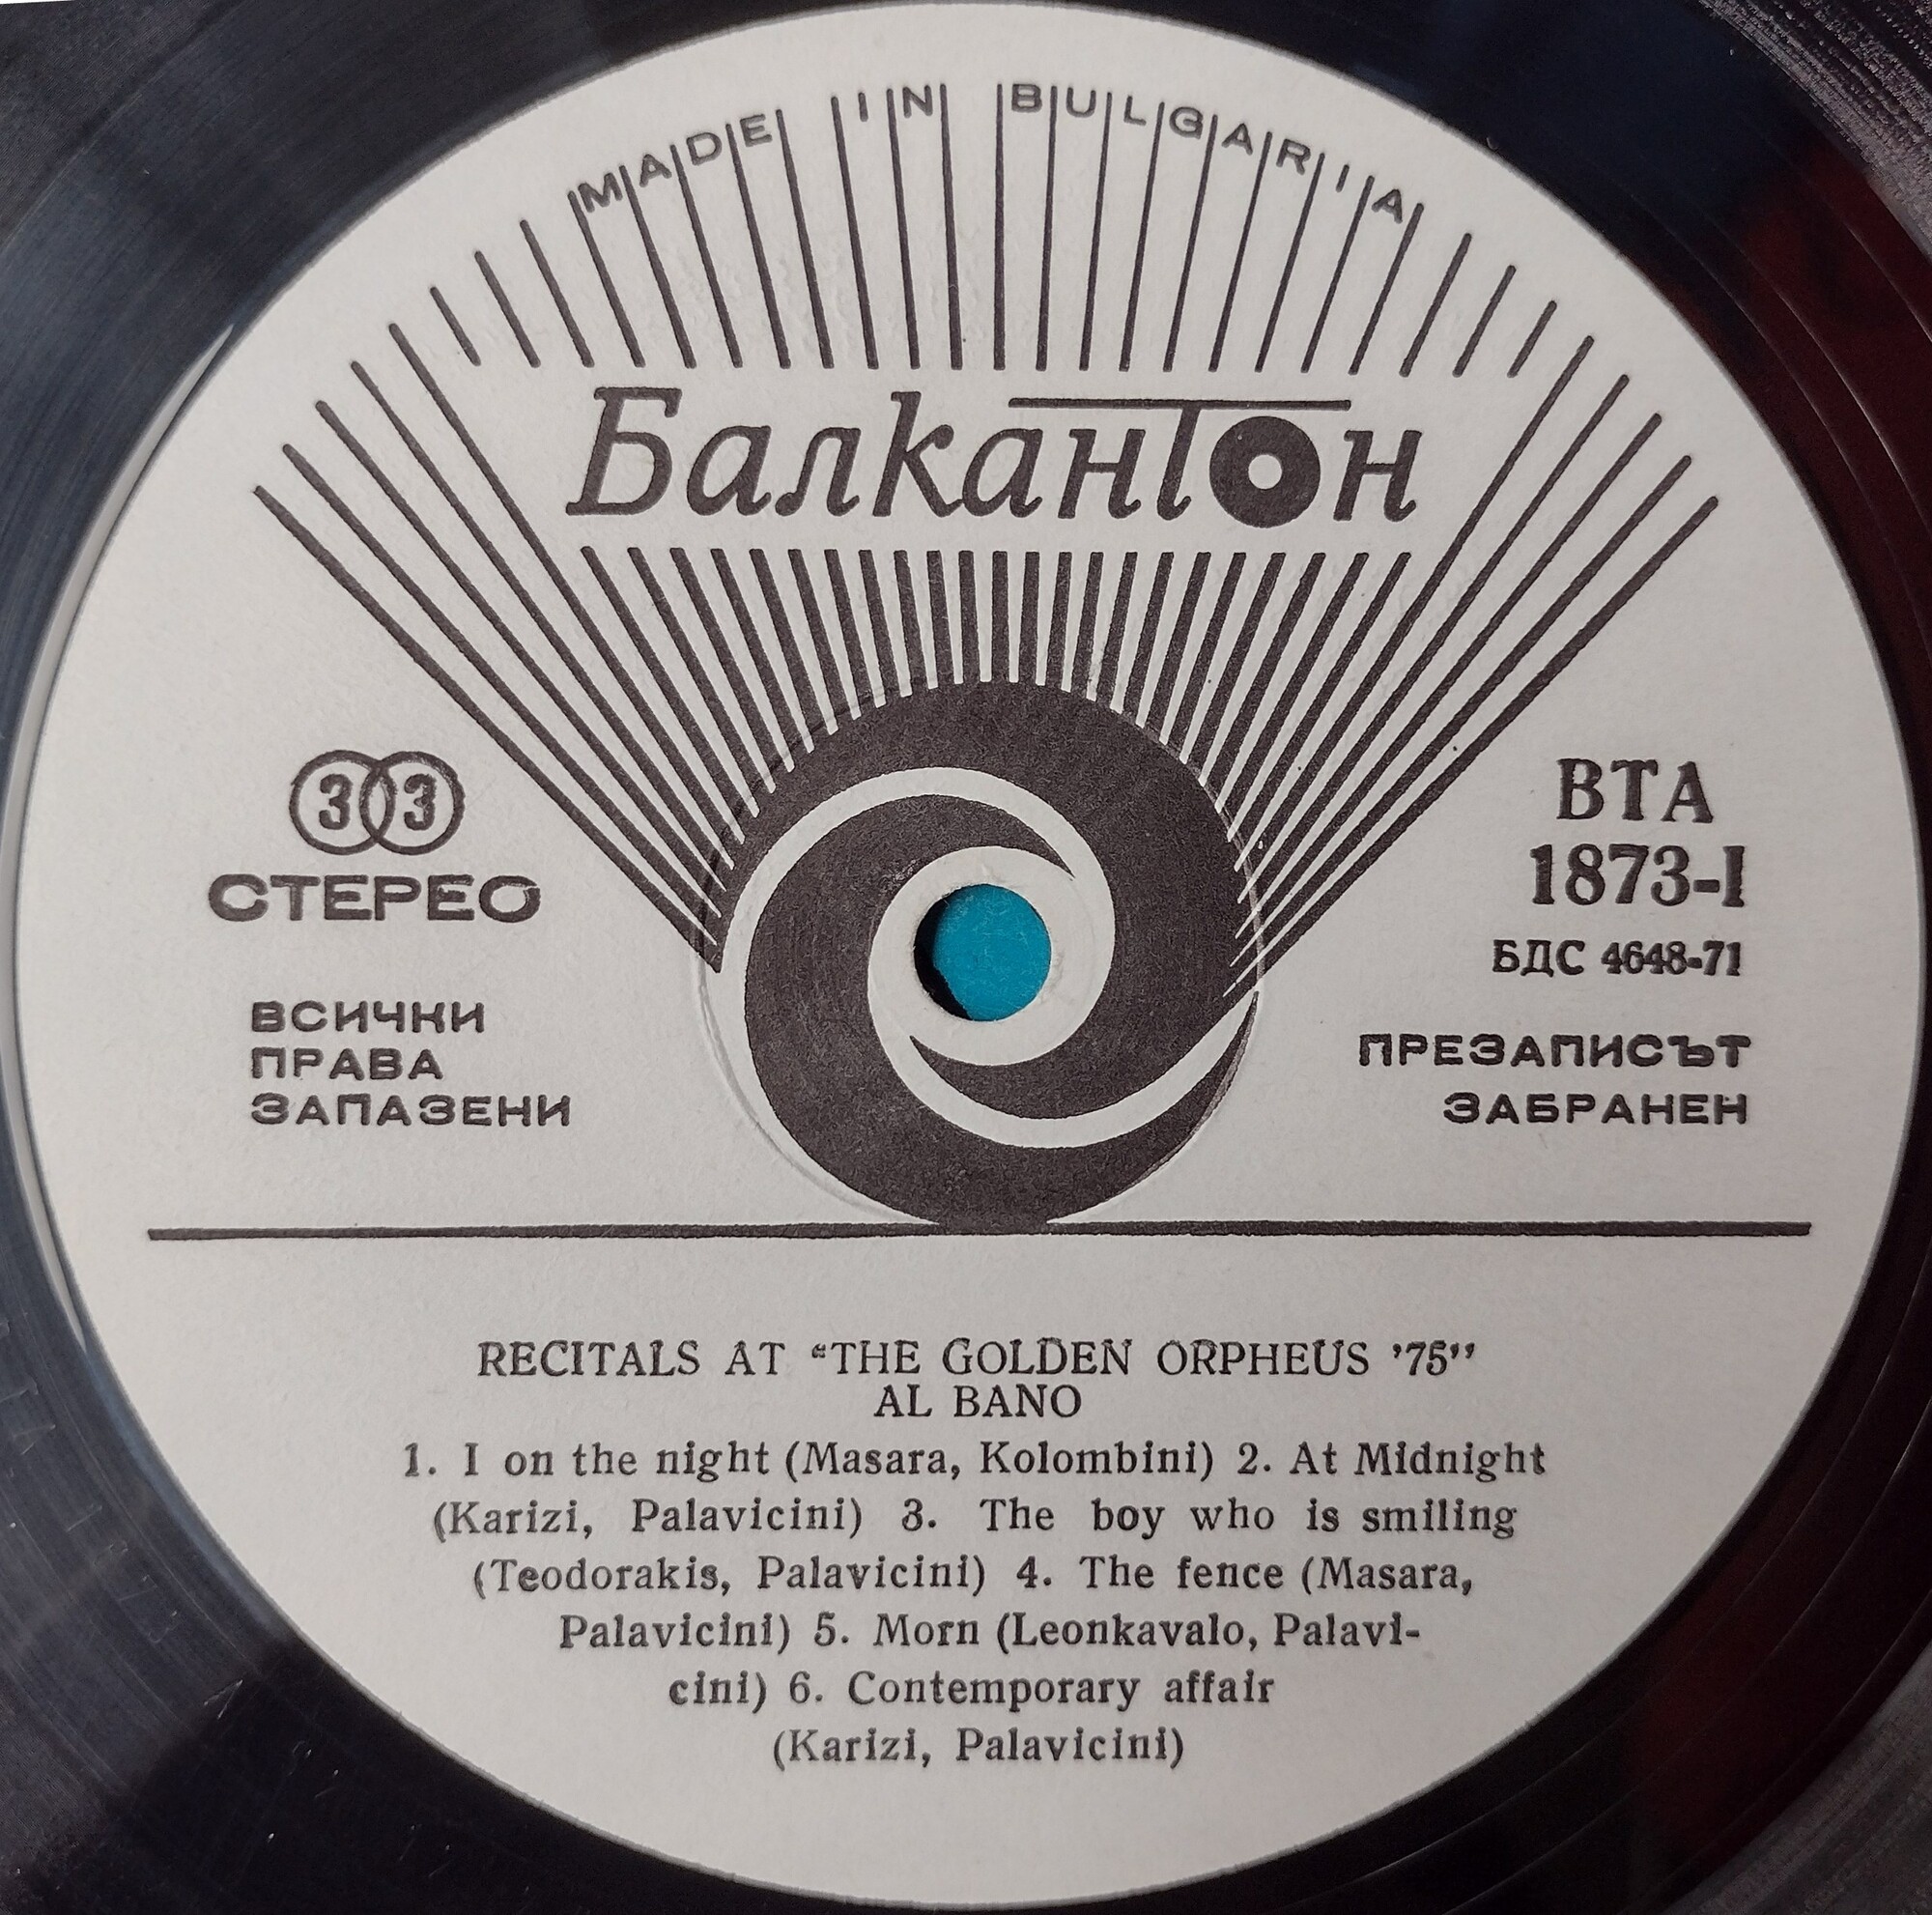 MADE IN BULGARIA
Балкантон
33
СТЕРЕО
ВСИЧКИ
ПРАВА
ЗАПАЗЕНИ
ВТА
1873-I
БДС 4648-71
ПРЕЗАПИСЪТ
ЗАБРАНЕН
RECITALS AT “THE GOLDEN ORPHEUS ’75”
AL BANO
1. I on the night (Masara, Kolombini) 2. At Midnight
(Karizi, Palavicini) 3. The boy who is smiling
(Teodorakis, Palavicini) 4. The fence (Masara,
Palavicini) 5. Morn (Leonkavalo, Palavi-
cini) 6. Contemporary affair
(Karizi, Palavicini)